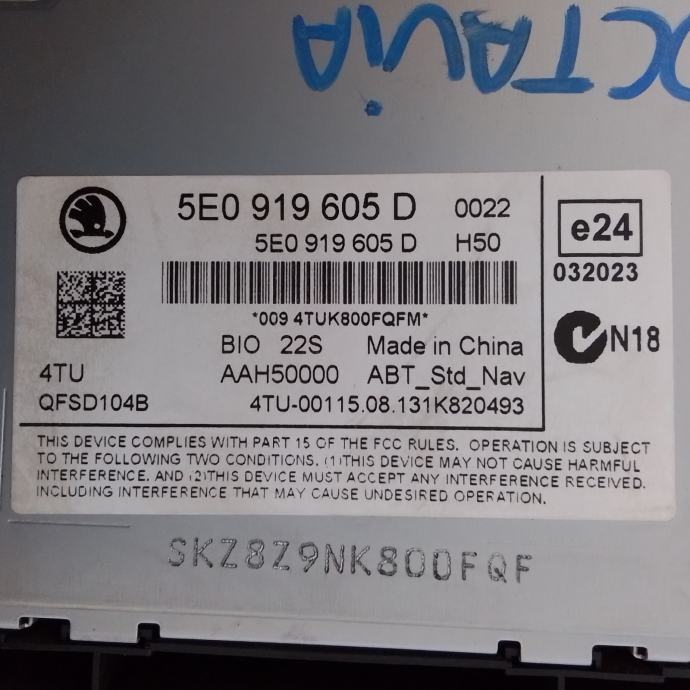 OCTAViA
5E0 919 605 D 0022
5E0 919 605 D H50
e24
032023
*009 4TUK800FQFM*
N18
BIO 22S Made in China
4TU AAH50000 ABT_Std_Nav
QFSD104B 4TU-00115.08.131K820493
THIS DEVICE COMPLIES WITH PART 15 OF THE FCC RULES. OPERATION IS SUBJECT
TO THE FOLLOWING TWO CONDITIONS. (1)THIS DEVICE MAY NOT CAUSE HARMFUL
INTERFERENCE. AND (2)THIS DEVICE MUST ACCEPT ANY INTERFERENCE RECEIVED.
INCLUDING INTERFERENCE THAT MAY CAUSE UNDESIRED OPERATION.
SKZ8Z9NK800FQF